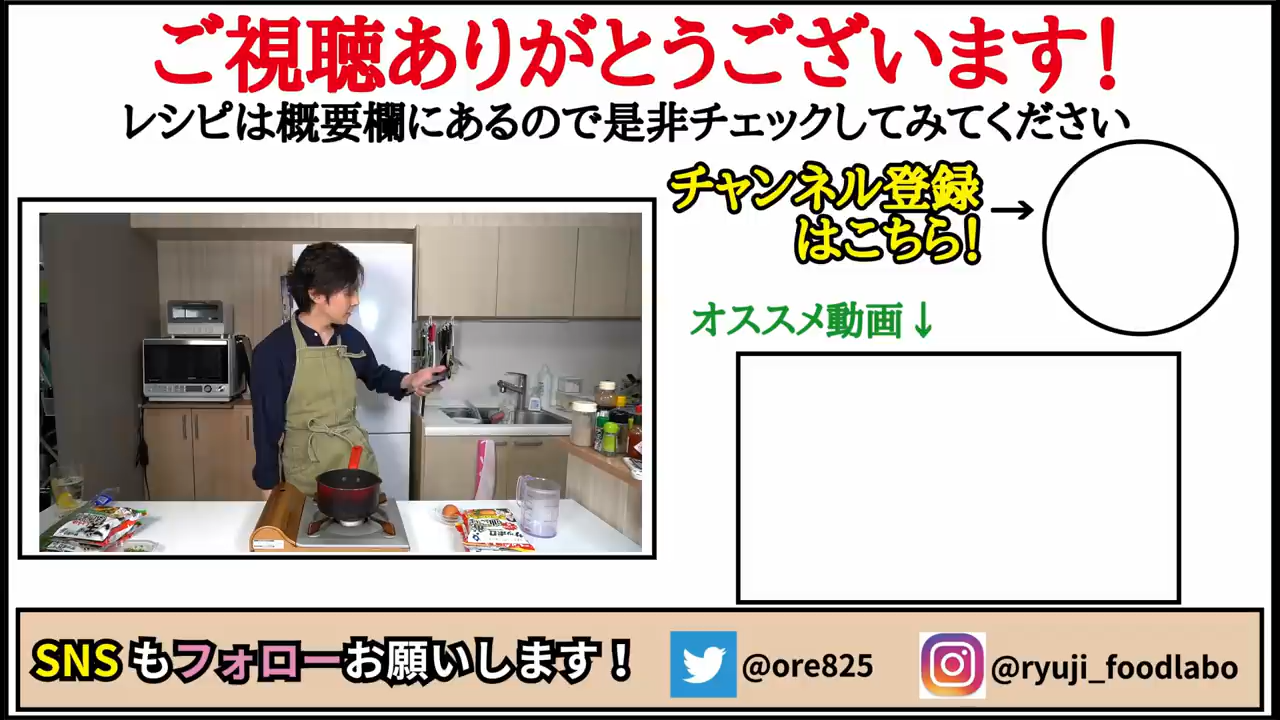 ご視聴ありがとうございます!
レシピは概要欄にあるので是非チェックしてみてください
チャンネル登録→
はこちら!
オススメ動画↓
SNSもフォローお願いします！
@ore825
@ryuji_foodlabo